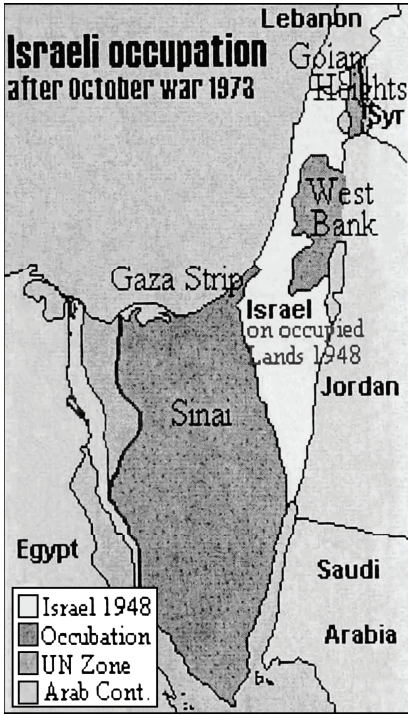 Israeli occupation
after October war 1973
Lebanon
Goian
Heights
Syr
West
Bank
Gaza Strip
Israel
on occupied
Lands 1948
Jordan
Sinai
Egypt
Saudi
Arabia
Israel 1948
Occubation
UN Zone
Arab Cont.